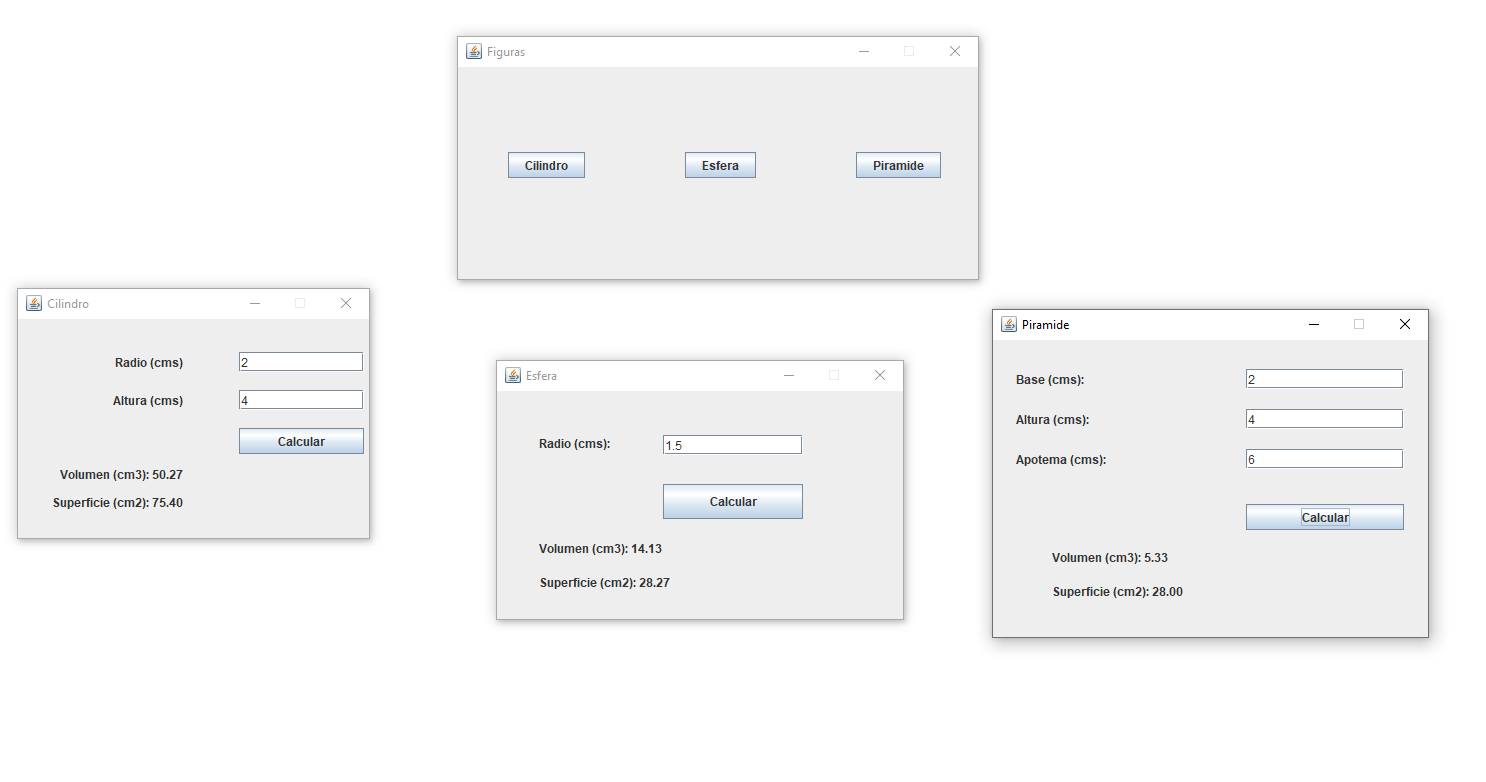 Figuras
Cilindro Esfera Piramide
Cilindro
Radio (cms) 2
Altura (cms) 4
Calcular
Volumen (cm3): 50.27
Superficie (cm2): 75.40
Esfera
Radio (cms): 1.5
Calcular
Volumen (cm3): 14.13
Superficie (cm2): 28.27
Piramide
Base (cms): 2
Altura (cms): 4
Apotema (cms): 6
Calcular
Volumen (cm3): 5.33
Superficie (cm2): 28.00